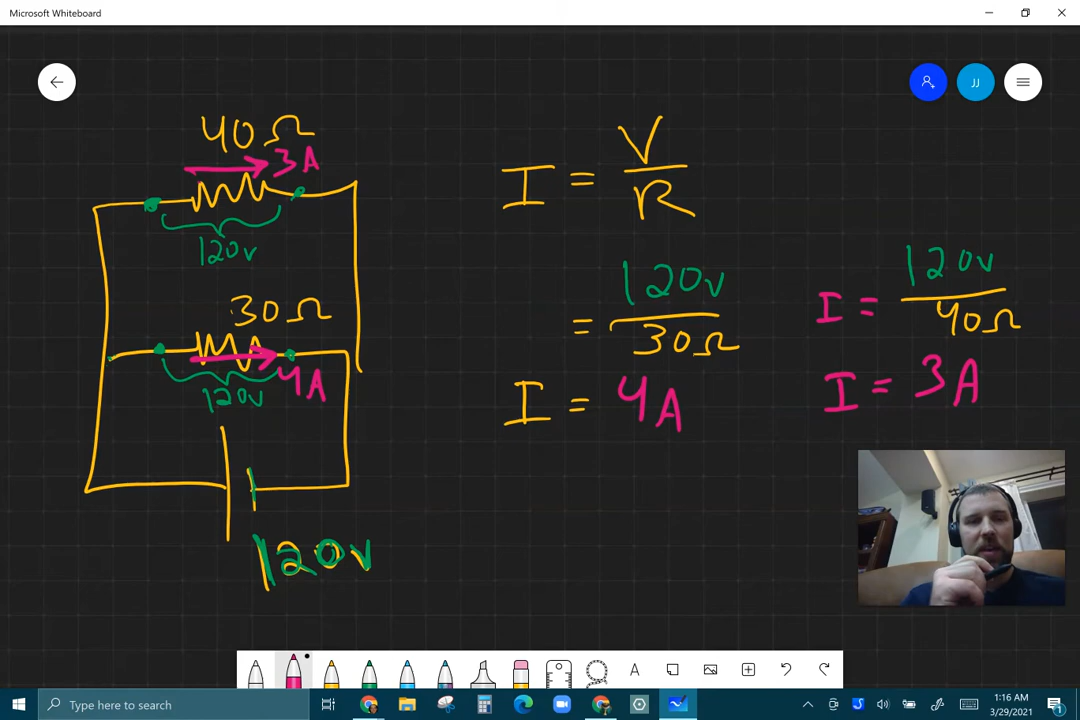 Microsoft Whiteboard
JJ
40Ω
3A
120v
30Ω
4A
120v
120v
I = V/R
= 120v/30Ω
I = 4A
I = 120v/40Ω
I = 3A
A
Type here to search
1:16 AM
3/29/2021